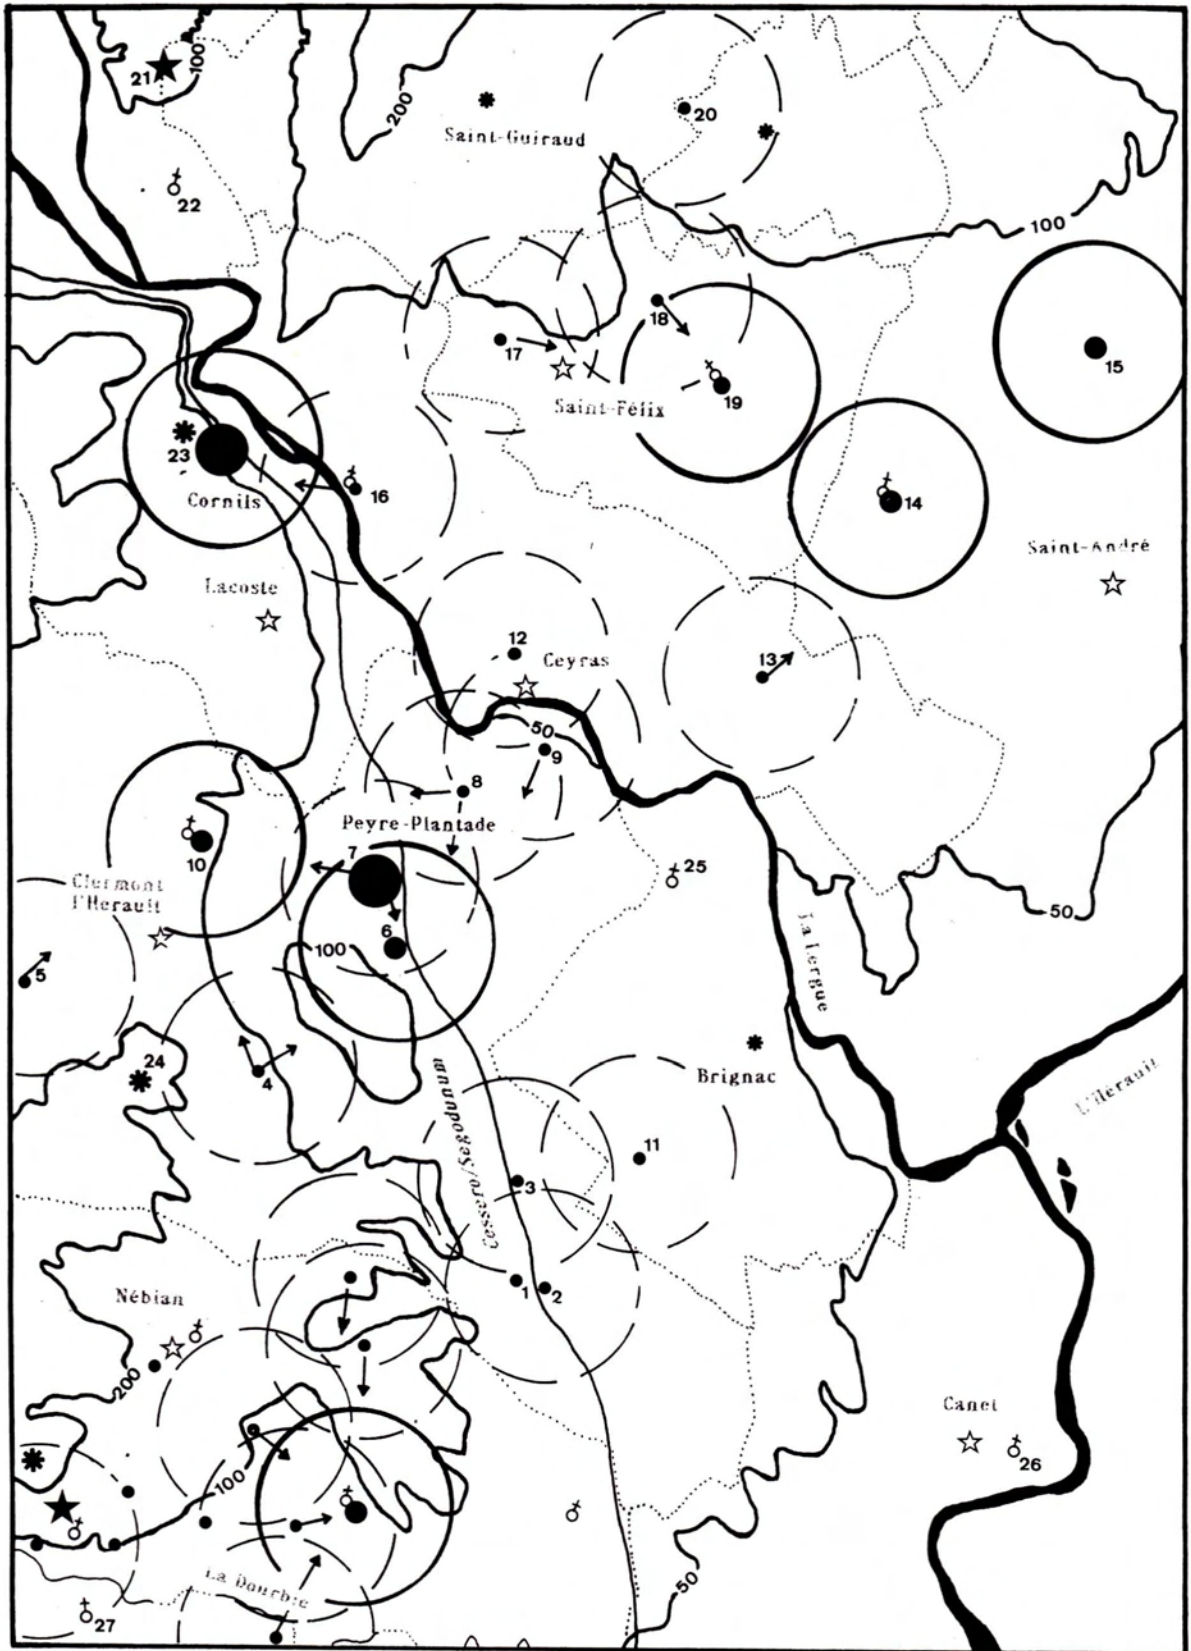 21
100
200
Saint-Guiraud
20
22
100
18
17
15
Saint-Félix
19
23
Cornils
16
14
Saint-André
Lacoste
12
Ceyras
13
50
9
8
Peyre-Plantade
7
10
25
Clermont
l'Herault
6
100
50
5
La Lergue
24
4
Brignac
L'Hérault
11
Cessero/Segodunum
3
1
2
Nébian
200
Canet
26
100
50
La Dourbie
27